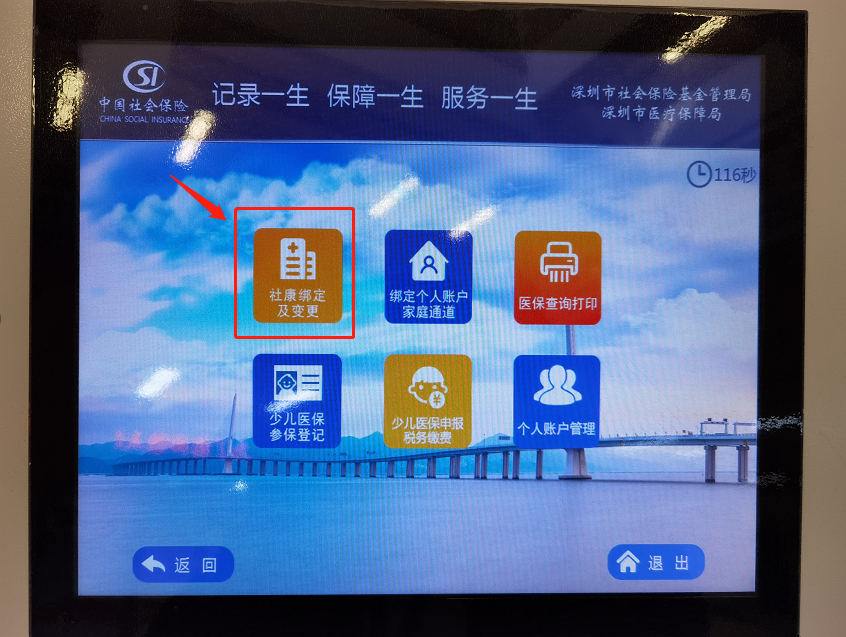 中国社会保险
CHINA SOCIAL INSURANCE
记录一生 保障一生 服务一生
深圳市社会保险基金管理局
深圳市医疗保障局
116秒
社康绑定
及变更
绑定个人账户
家庭通道
医保查询打印
少儿医保
参保登记
少儿医保申报
税务缴费
个人账户管理
返 回
退 出